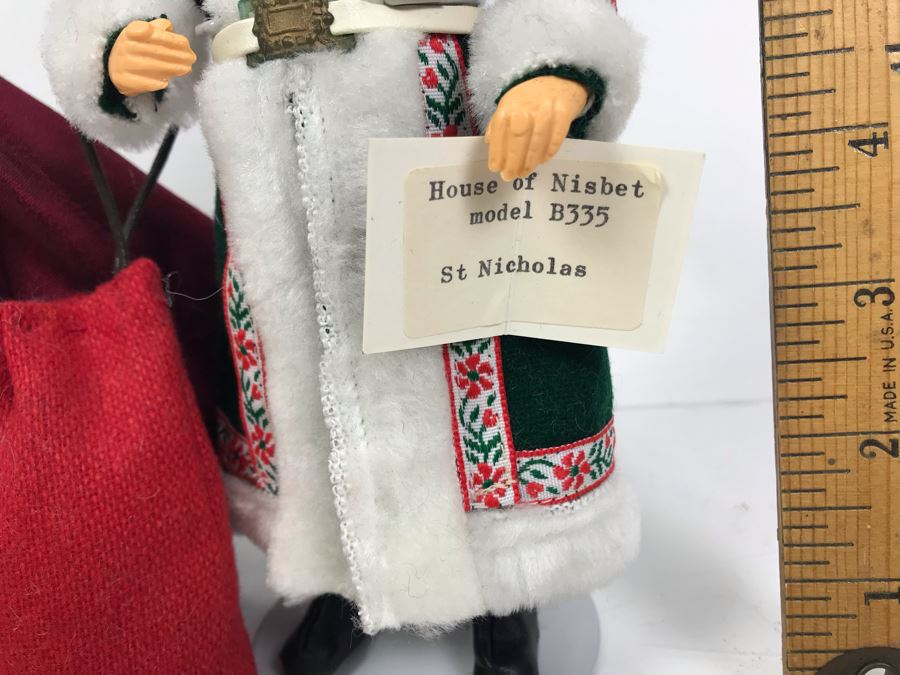 House of Nisbet
model B335
St Nicholas
4
3
MADE IN U.S.A.
2
1